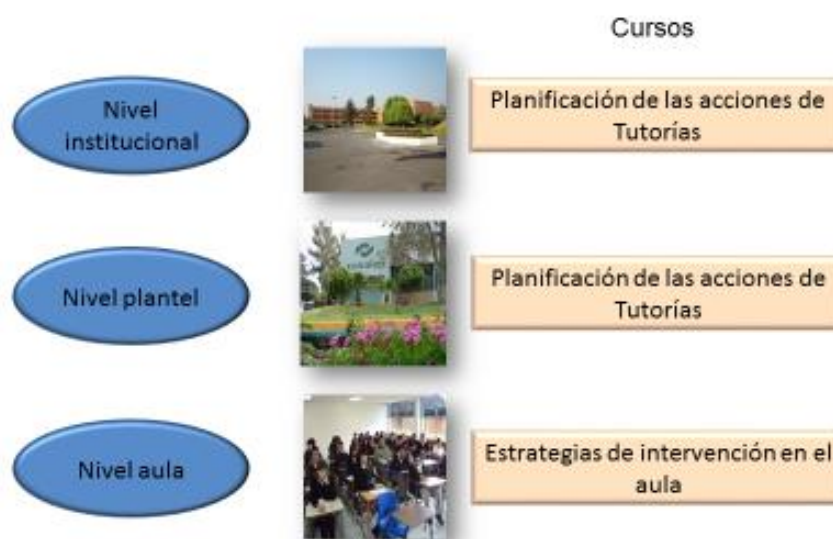 Cursos
Nivel
institucional
Planificación de las acciones de
Tutorías
Nivel plantel
Planificación de las acciones de
Tutorías
Nivel aula
Estrategias de intervención en el
aula